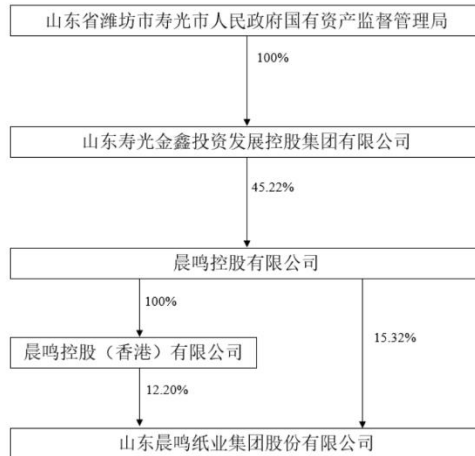 山东省潍坊市寿光市人民政府国有资产监督管理局
100%
山东寿光金鑫投资发展控股集团有限公司
45.22%
晨鸣控股有限公司
100%
15.32%
晨鸣控股（香港）有限公司
12.20%
山东晨鸣纸业集团股份有限公司